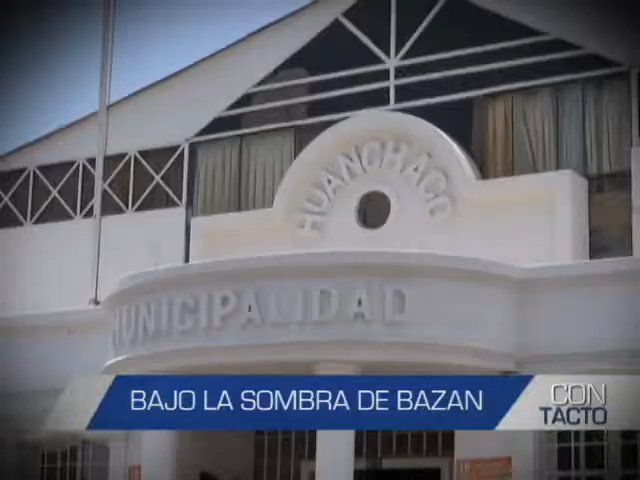 HUANCHACO
MUNICIPALIDAD
BAJO LA SOMBRA DE BAZAN
CON
TACTO